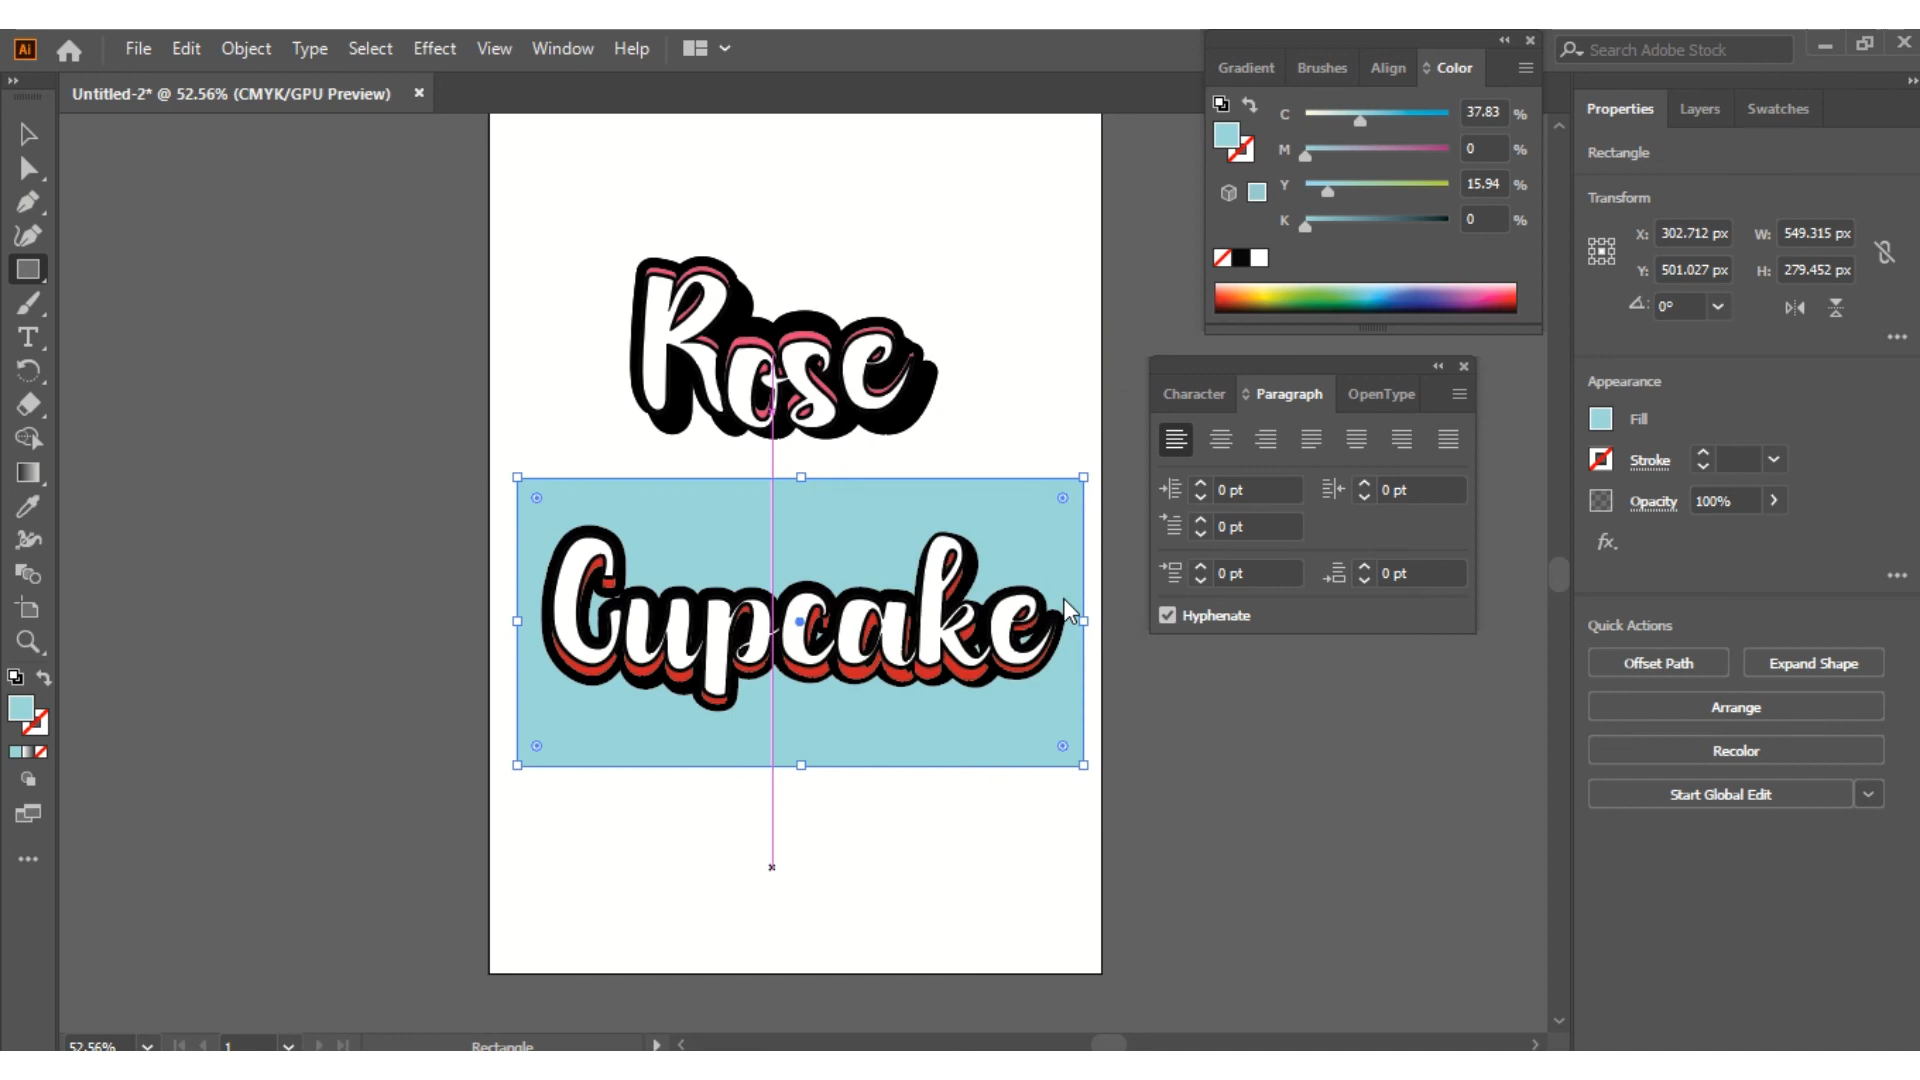 Ai File Edit Object Type Select Effect View Window Help
Search Adobe Stock
Untitled-2* @ 52.56% (CMYK/GPU Preview) ×
Gradient Brushes Align Color
C 37.83 %
M 0 %
Y 15.94 %
K 0 %
Properties Layers Swatches
Rectangle
Transform
X: 302.712 px W: 549.315 px
Y: 501.027 px H: 279.452 px
0°
Appearance
Fill
Stroke
Opacity 100%
fx.
Quick Actions
Offset Path Expand Shape
Arrange
Recolor
Start Global Edit
Character Paragraph OpenType
0 pt 0 pt
0 pt
0 pt 0 pt
Hyphenate
Rose
Cupcake
52.56% 1 Rectangle